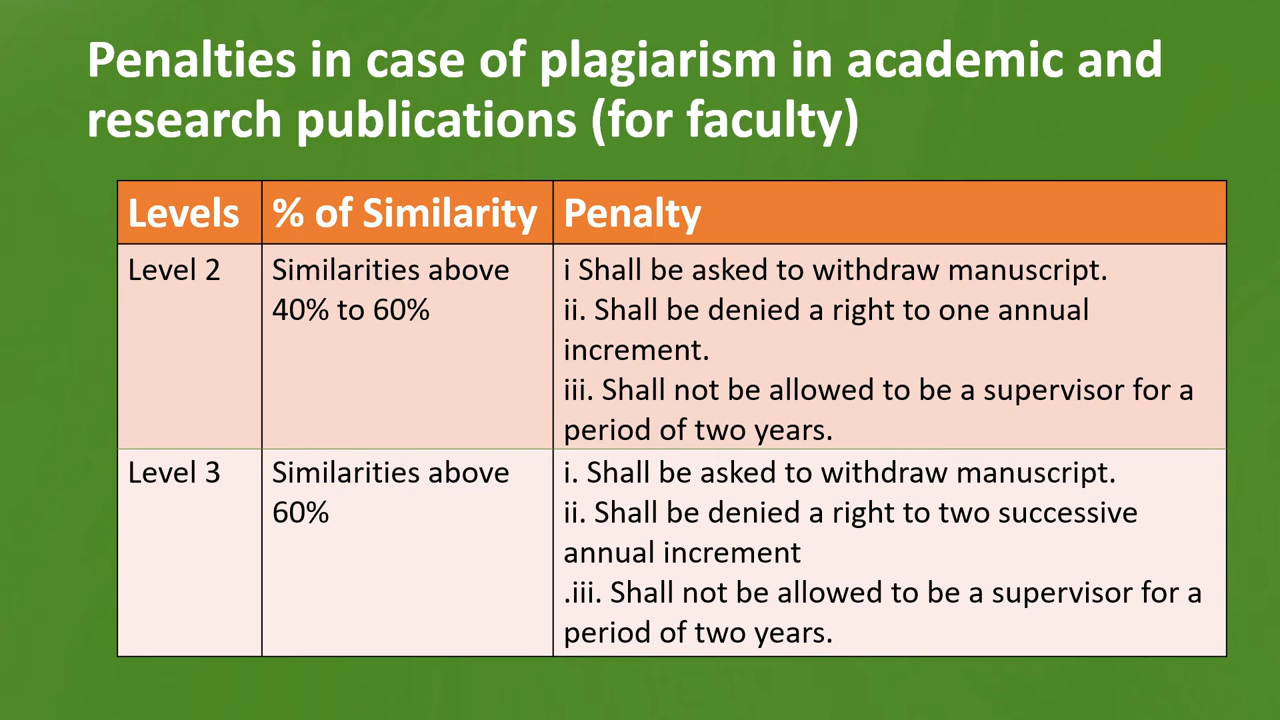 Penalties in case of plagiarism in academic and
research publications (for faculty)
Levels % of Similarity Penalty
Level 2
Similarities above
40% to 60%
i Shall be asked to withdraw manuscript.
ii. Shall be denied a right to one annual
increment.
iii. Shall not be allowed to be a supervisor for a
period of two years.
Level 3
Similarities above
60%
i. Shall be asked to withdraw manuscript.
ii. Shall be denied a right to two successive
annual increment
.iii. Shall not be allowed to be a supervisor for a
period of two years.